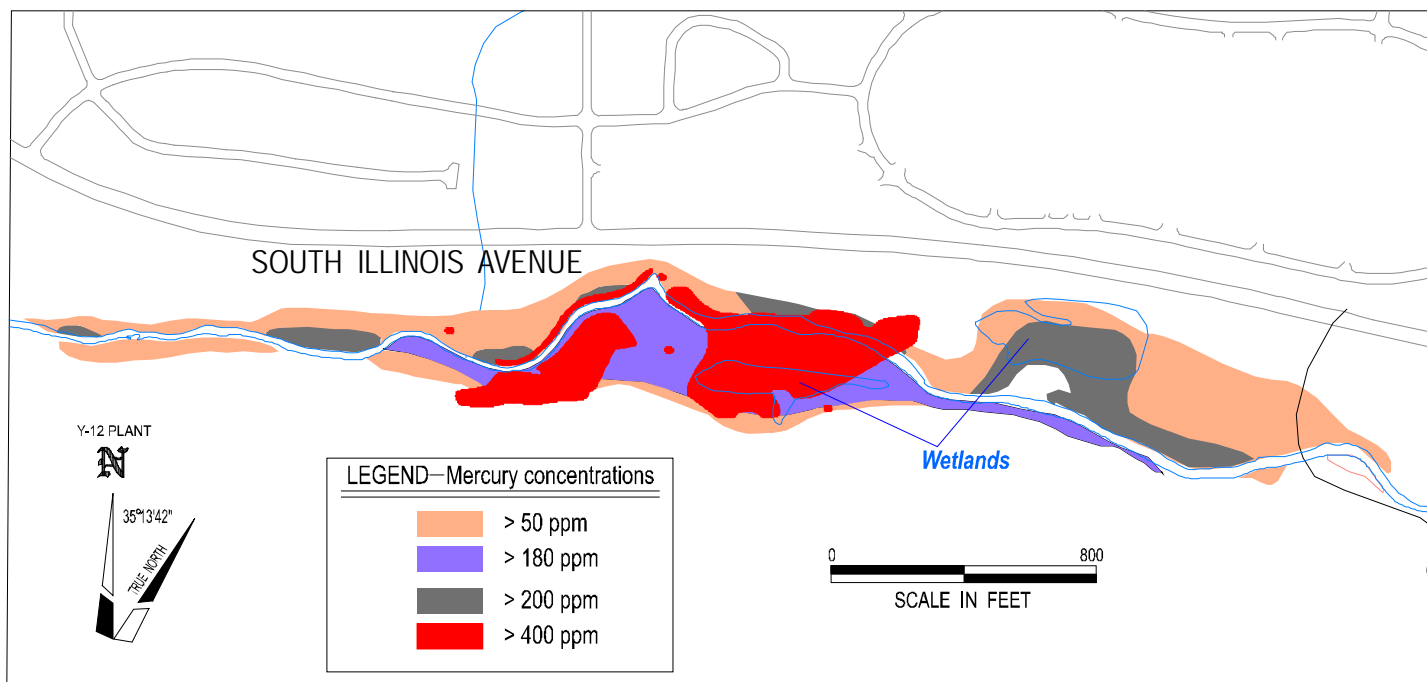 SOUTH ILLINOIS AVENUE
Wetlands
Y-12 PLANT
N
35°13'42"
TRUE NORTH
LEGEND—Mercury concentrations
> 50 ppm
> 180 ppm
> 200 ppm
> 400 ppm
0 800
SCALE IN FEET